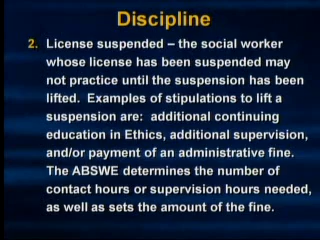 Discipline
2. License suspended – the social worker
whose license has been suspended may
not practice until the suspension has been
lifted. Examples of stipulations to lift a
suspension are: additional continuing
education in Ethics, additional supervision,
and/or payment of an administrative fine.
The ABSWE determines the number of
contact hours or supervision hours needed,
as well as sets the amount of the fine.